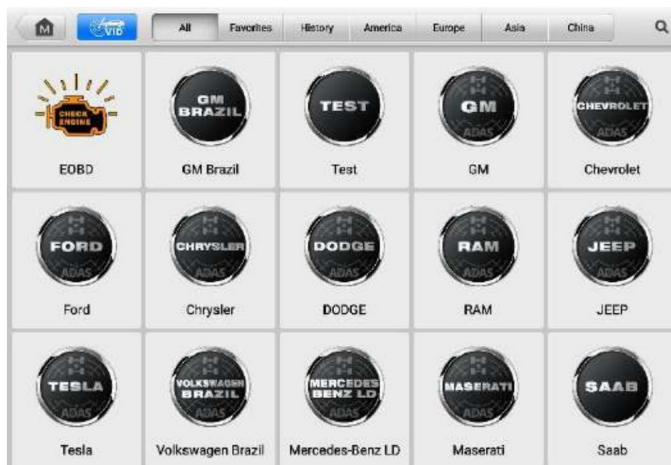 M VID All Favorites History America Europe Asia China
CHECK
ENGINE
EOBD
GM
BRAZIL
GM Brazil
TEST
Test
GM
ADAS
GM
CHEVROLET
ADAS
Chevrolet
FORD
ADAS
Ford
CHRYSLER
ADAS
Chrysler
DODGE
ADAS
DODGE
RAM
ADAS
RAM
JEEP
ADAS
JEEP
TESLA
ADAS
Tesla
VOLKSWAGEN
BRAZIL
ADAS
Volkswagen Brazil
MERCEDES
BENZ LD
ADAS
Mercedes-Benz LD
MASERATI
ADAS
Maserati
SAAB
Saab